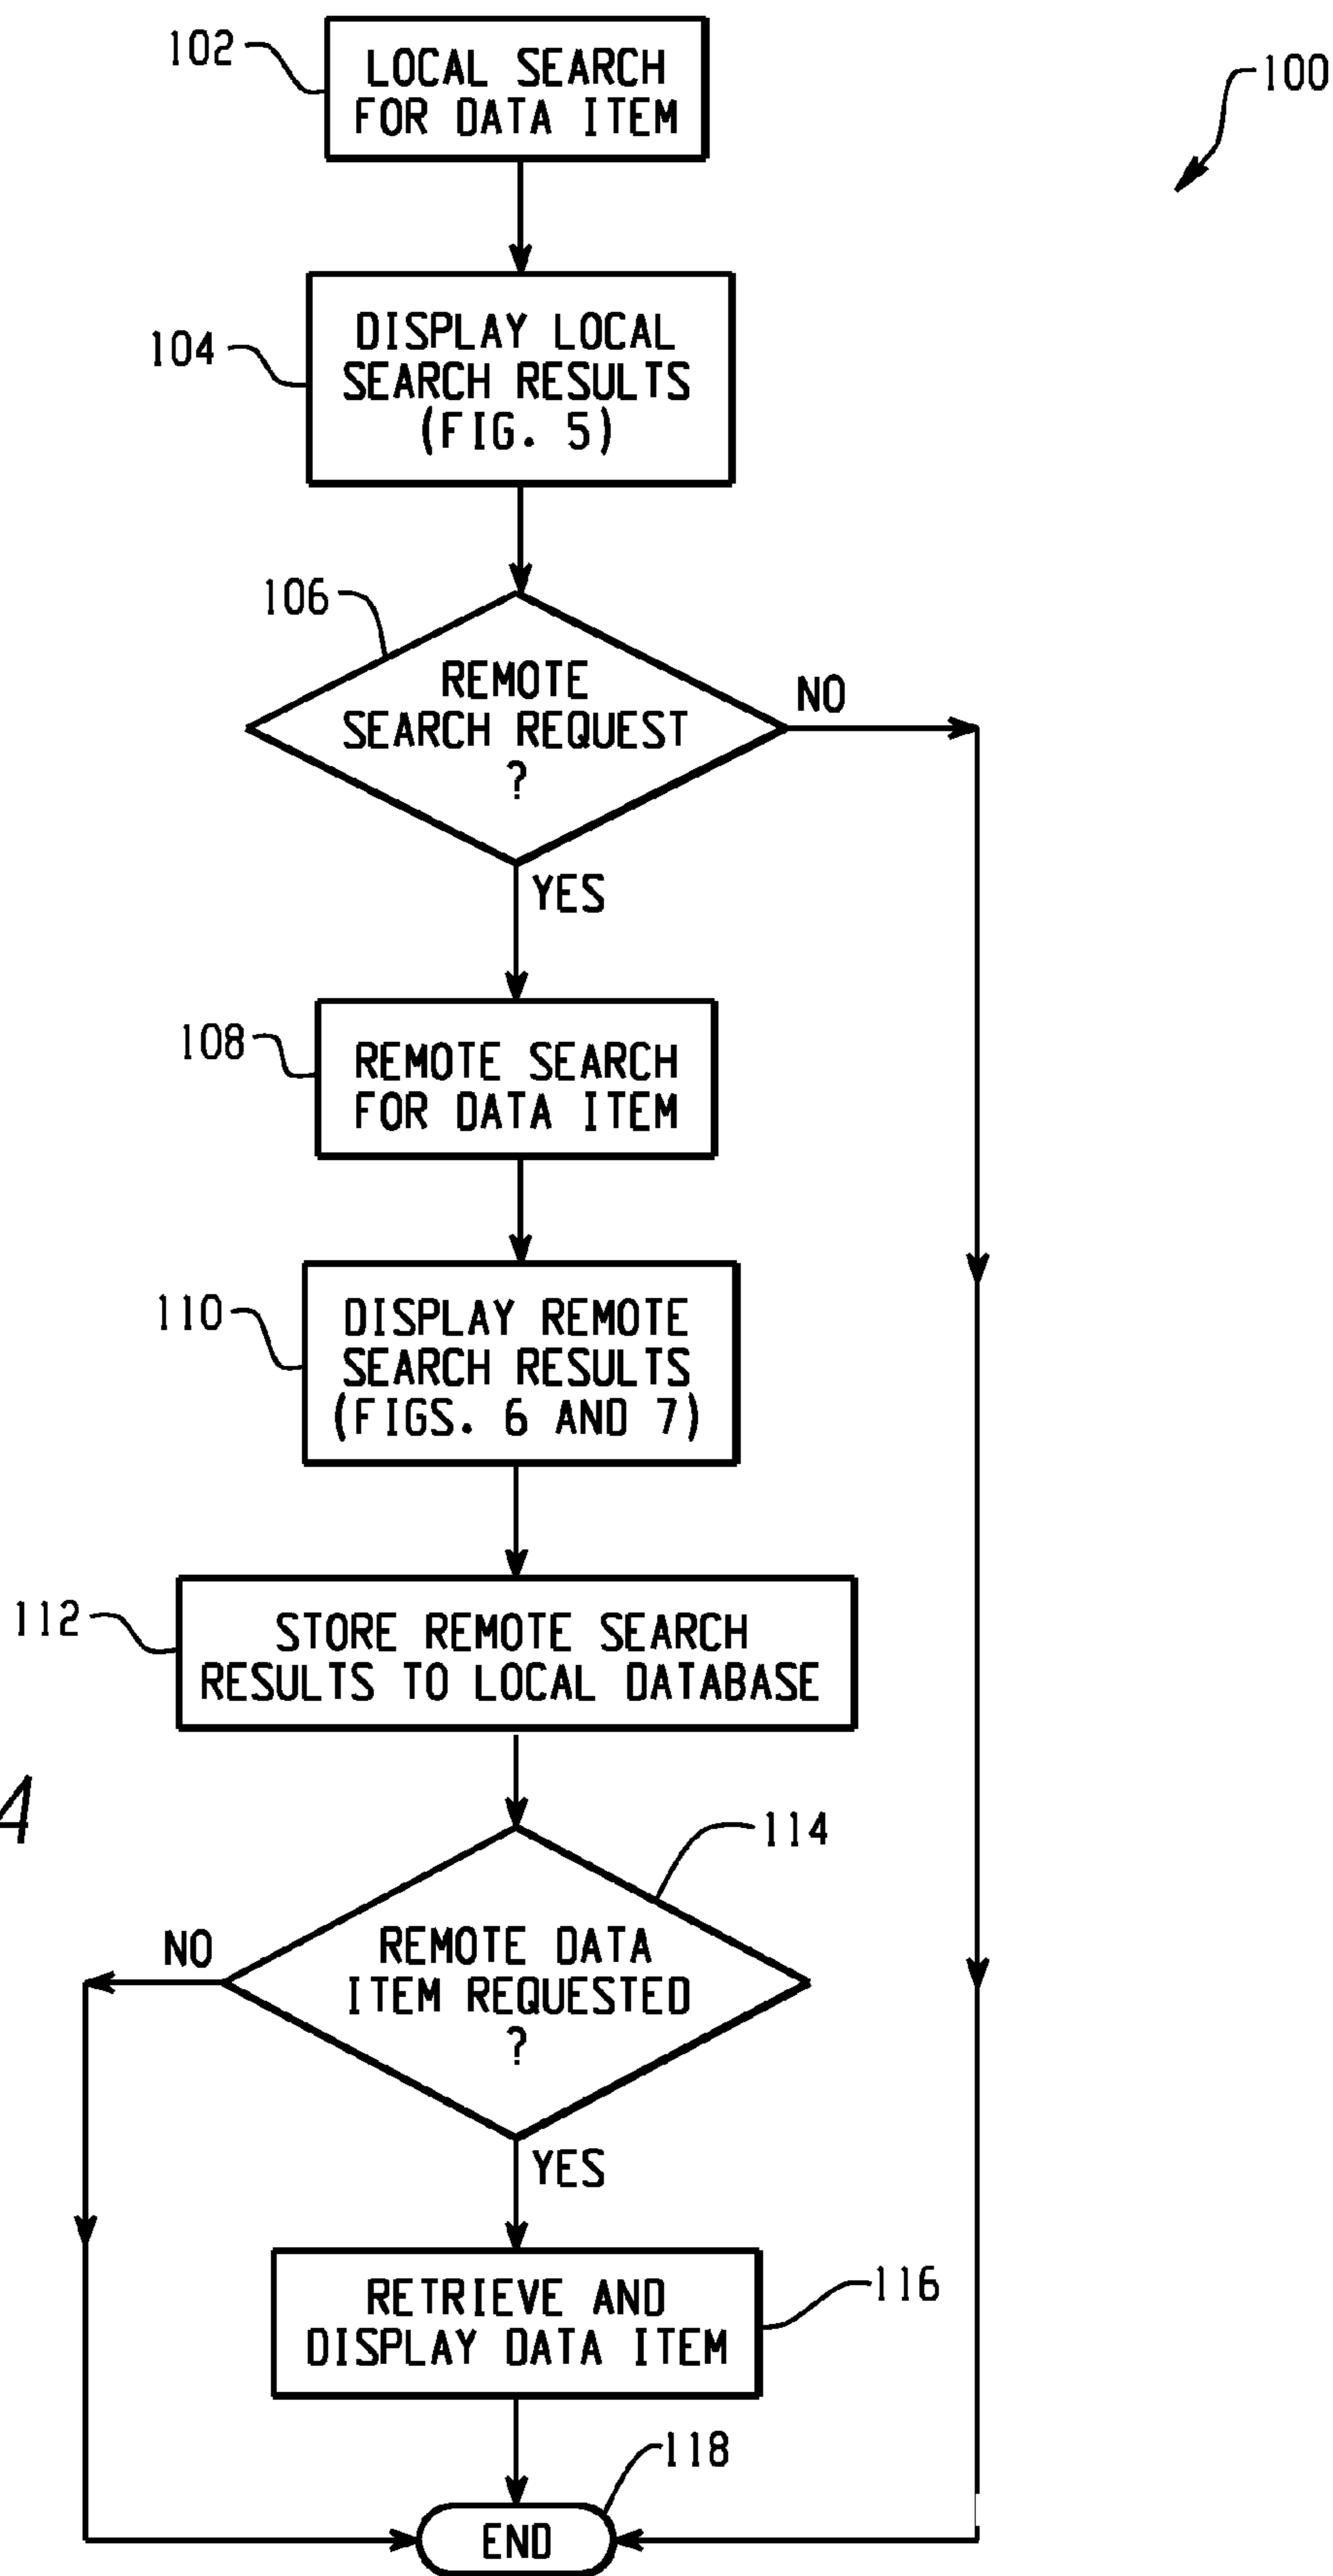 102
LOCAL SEARCH
FOR DATA ITEM
100
104
DISPLAY LOCAL
SEARCH RESULTS
(FIG. 5)
106
REMOTE
SEARCH REQUEST
?
NO
YES
108
REMOTE SEARCH
FOR DATA ITEM
110
DISPLAY REMOTE
SEARCH RESULTS
(FIGS. 6 AND 7)
112
STORE REMOTE SEARCH
RESULTS TO LOCAL DATABASE
114
REMOTE DATA
ITEM REQUESTED
?
NO
YES
116
RETRIEVE AND
DISPLAY DATA ITEM
118
END